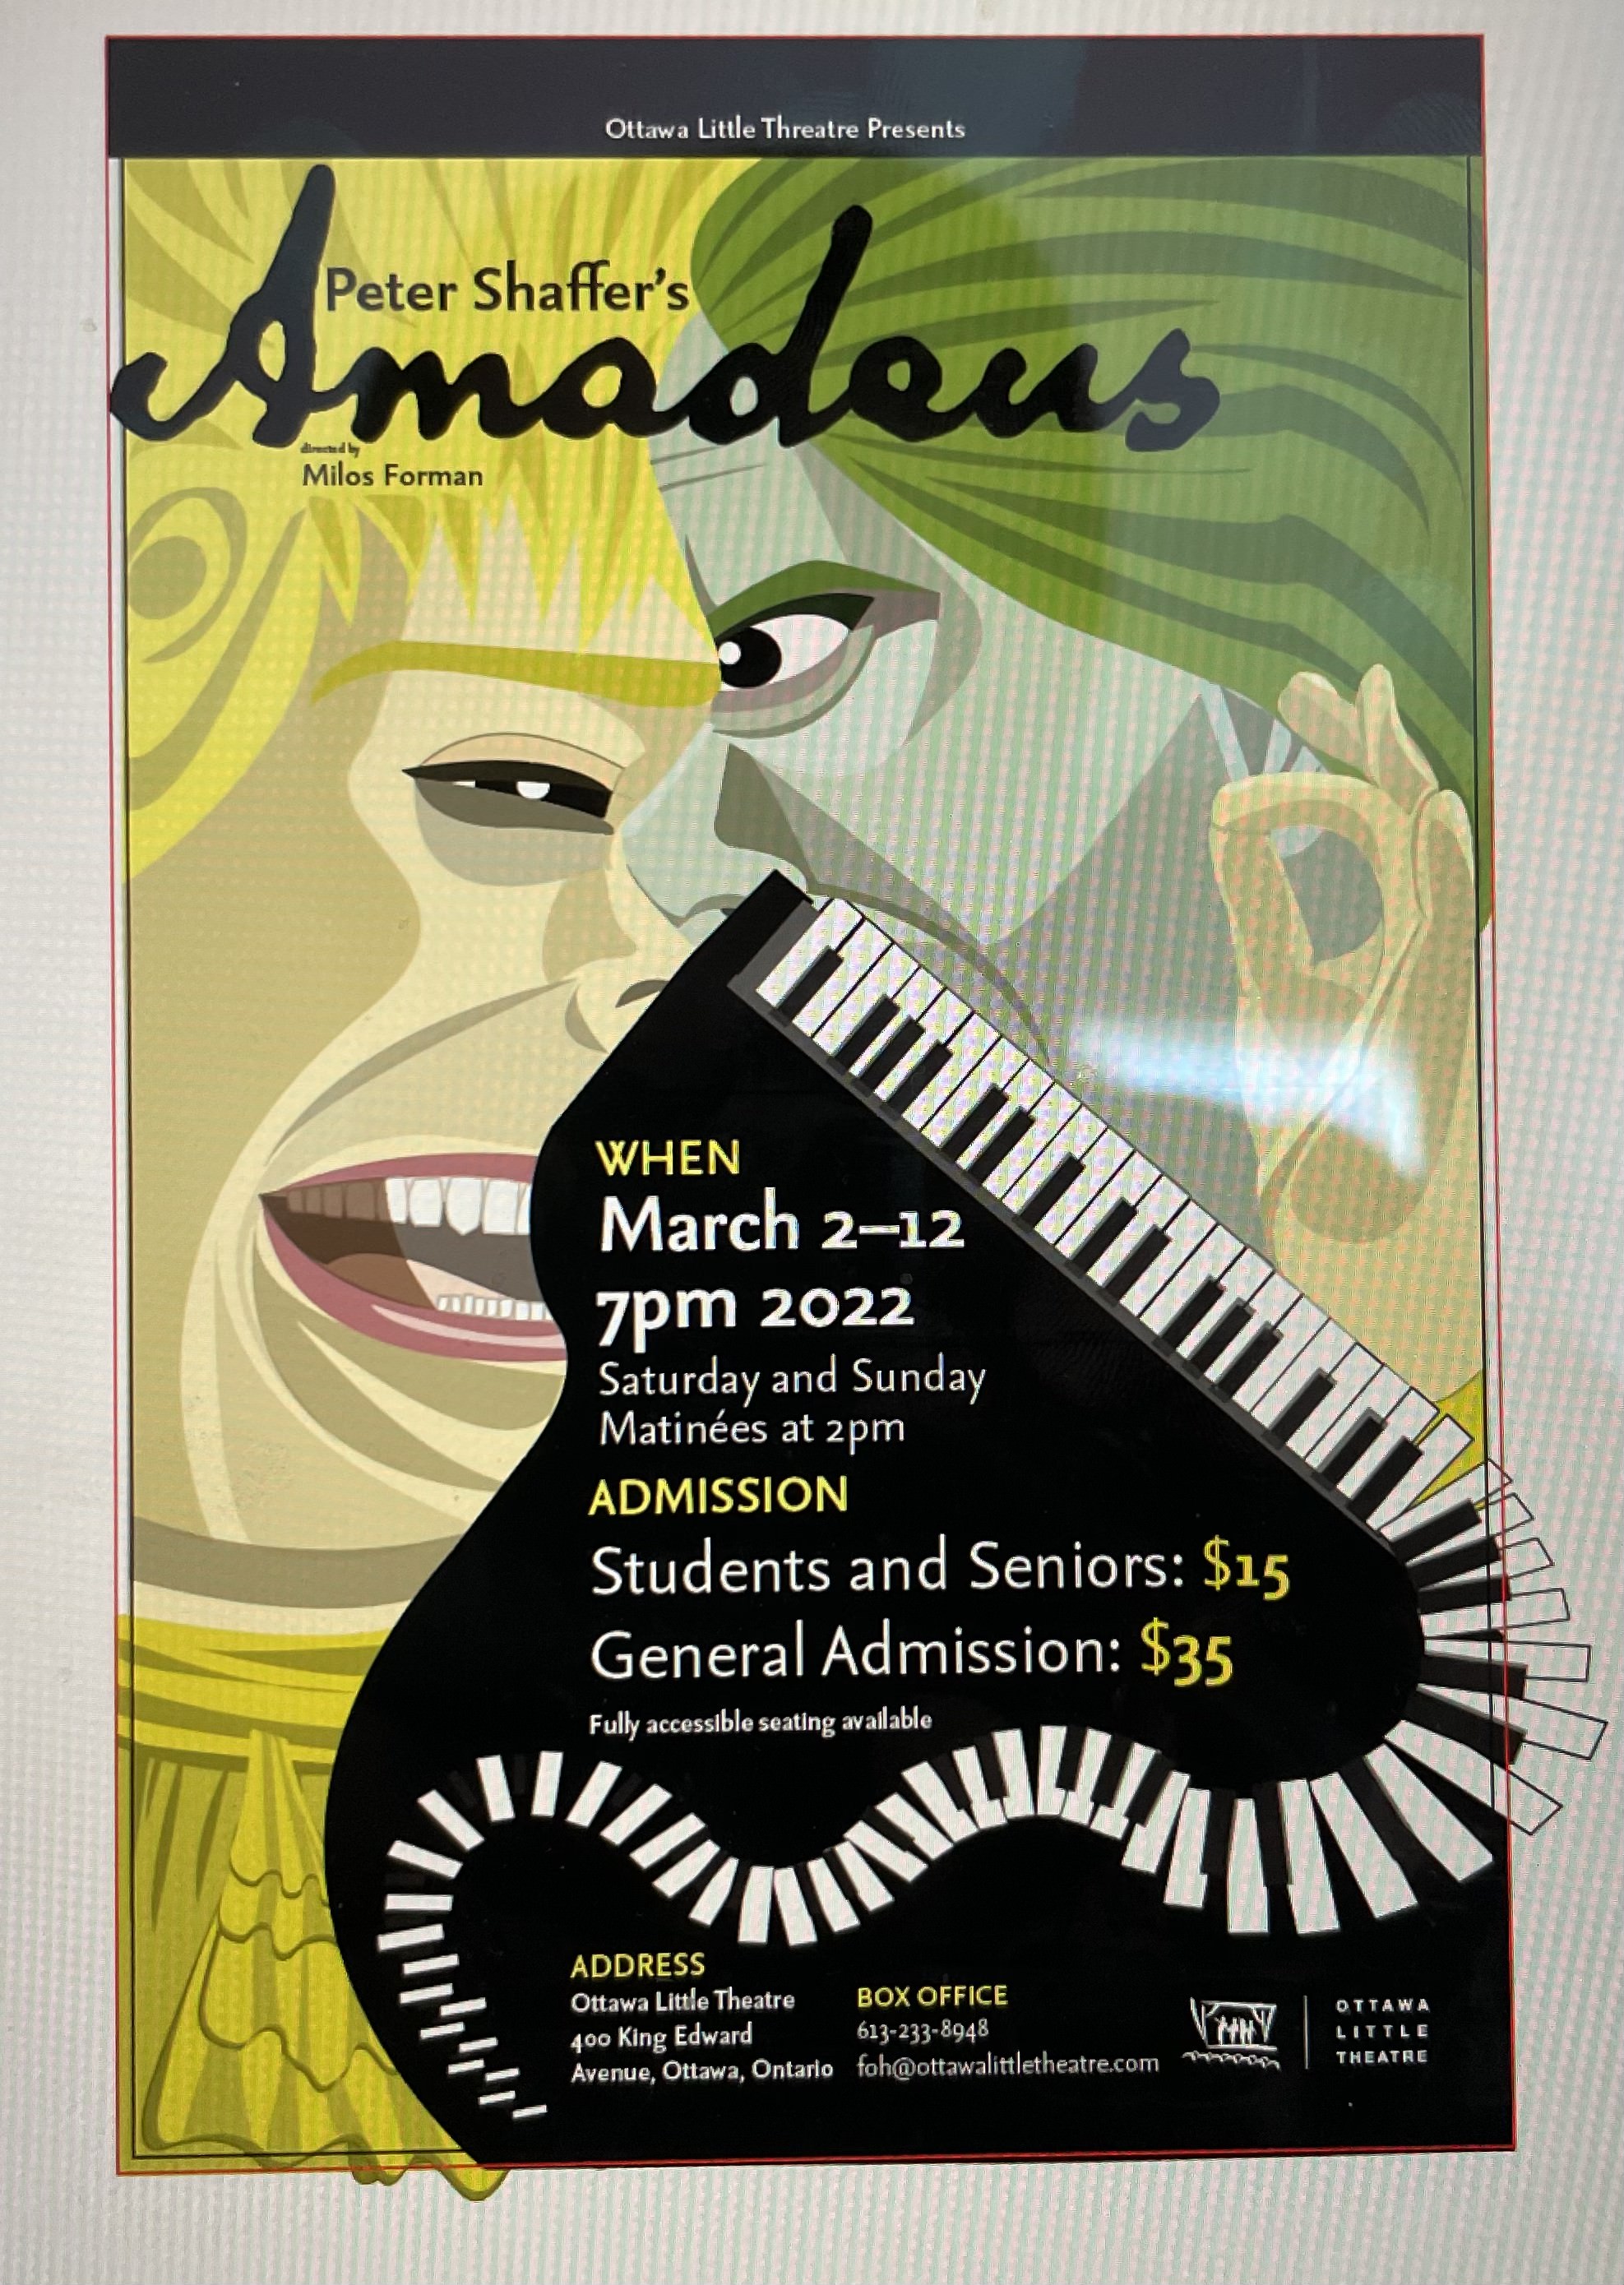 Ottawa Little Threatre Presents
Peter Shaffer's
Amadeus
directed by
Milos Forman
WHEN
March 2–12
7pm 2022
Saturday and Sunday
Matinées at 2pm
ADMISSION
Students and Seniors: $15
General Admission: $35
Fully accessible seating available
ADDRESS
Ottawa Little Theatre
400 King Edward
Avenue, Ottawa, Ontario
BOX OFFICE
613-233-8948
foh@ottawalittletheatre.com
OTTAWA
LITTLE
THEATRE